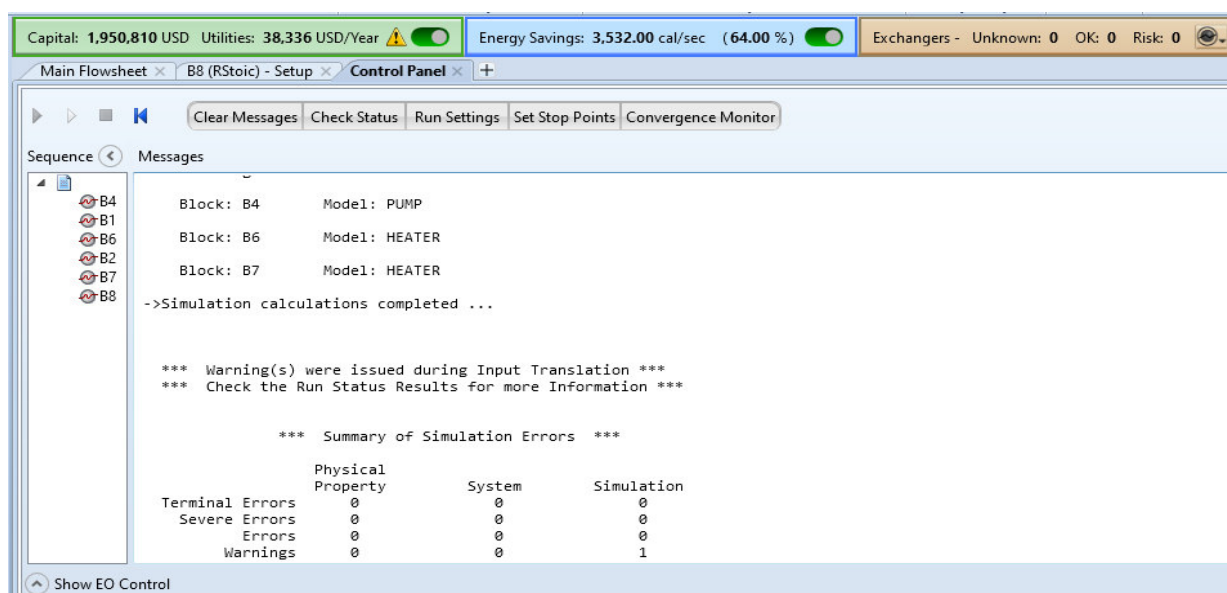 Capital: 1,950,810 USD Utilities: 38,336 USD/Year Energy Savings: 3,532.00 cal/sec (64.00 %) Exchangers - Unknown: 0 OK: 0 Risk: 0
Main Flowsheet × B8 (RStoic) - Setup × Control Panel × +
Clear Messages Check Status Run Settings Set Stop Points Convergence Monitor
Sequence Messages
B4
B1
B6
B2
B7
B8
Block: B4 Model: PUMP
Block: B6 Model: HEATER
Block: B7 Model: HEATER
->Simulation calculations completed ...
*** Warning(s) were issued during Input Translation ***
*** Check the Run Status Results for more Information ***
*** Summary of Simulation Errors ***
Physical
Property System Simulation
Terminal Errors 0 0 0
Severe Errors 0 0 0
Errors 0 0 0
Warnings 0 0 1
Show EO Control